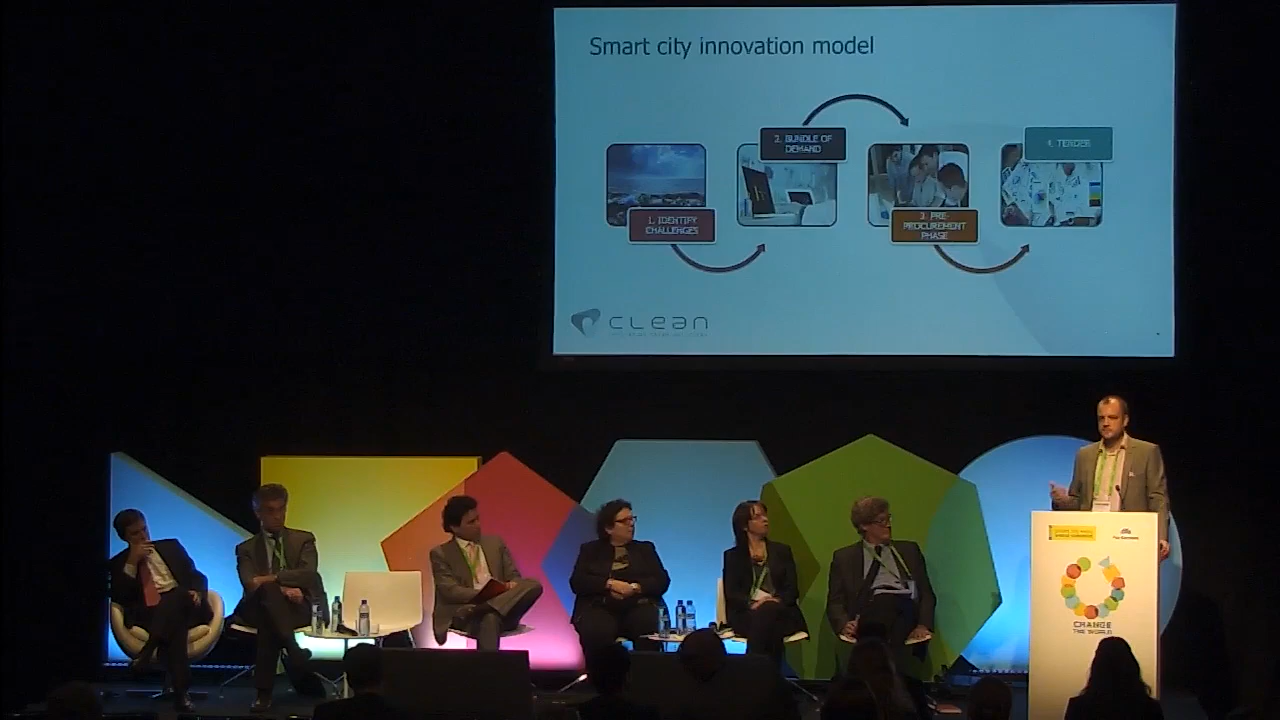 Smart city innovation model
2. BUNDLE OF
DEMAND
4. TENDER
1. IDENTIFY
CHALLENGES
3. PRE-
PROCUREMENT
PHASE
CLEAN
CHANGE
THE WORLD